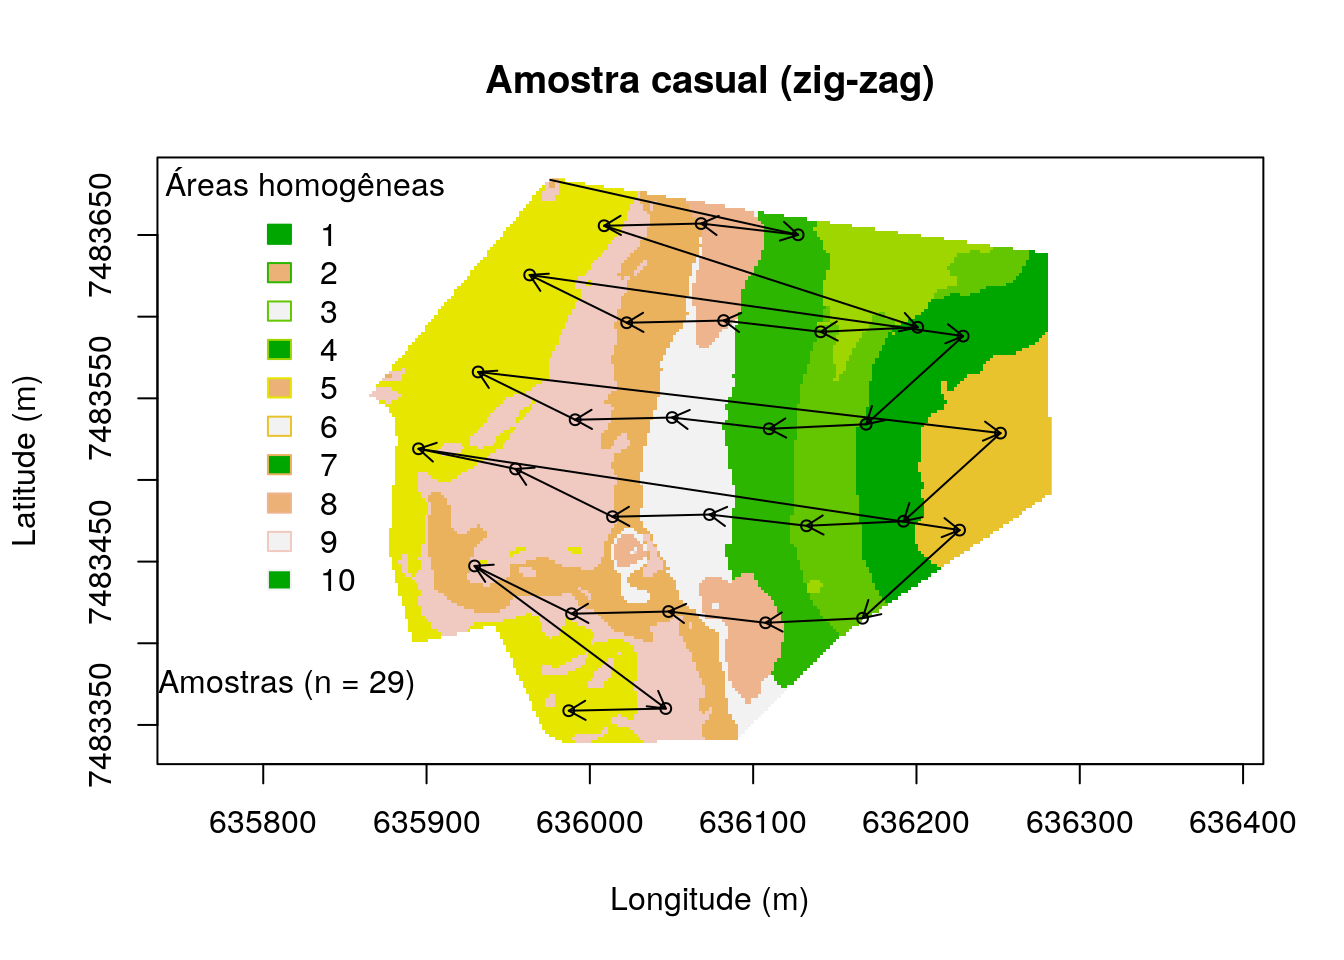 Amostra casual (zig-zag)
Áreas homogêneas
1
2
3
4
5
6
7
8
9
10
Amostras (n = 29)
Latitude (m)
7483650
7483550
7483450
7483350
635800 635900 636000 636100 636200 636300 636400
Longitude (m)